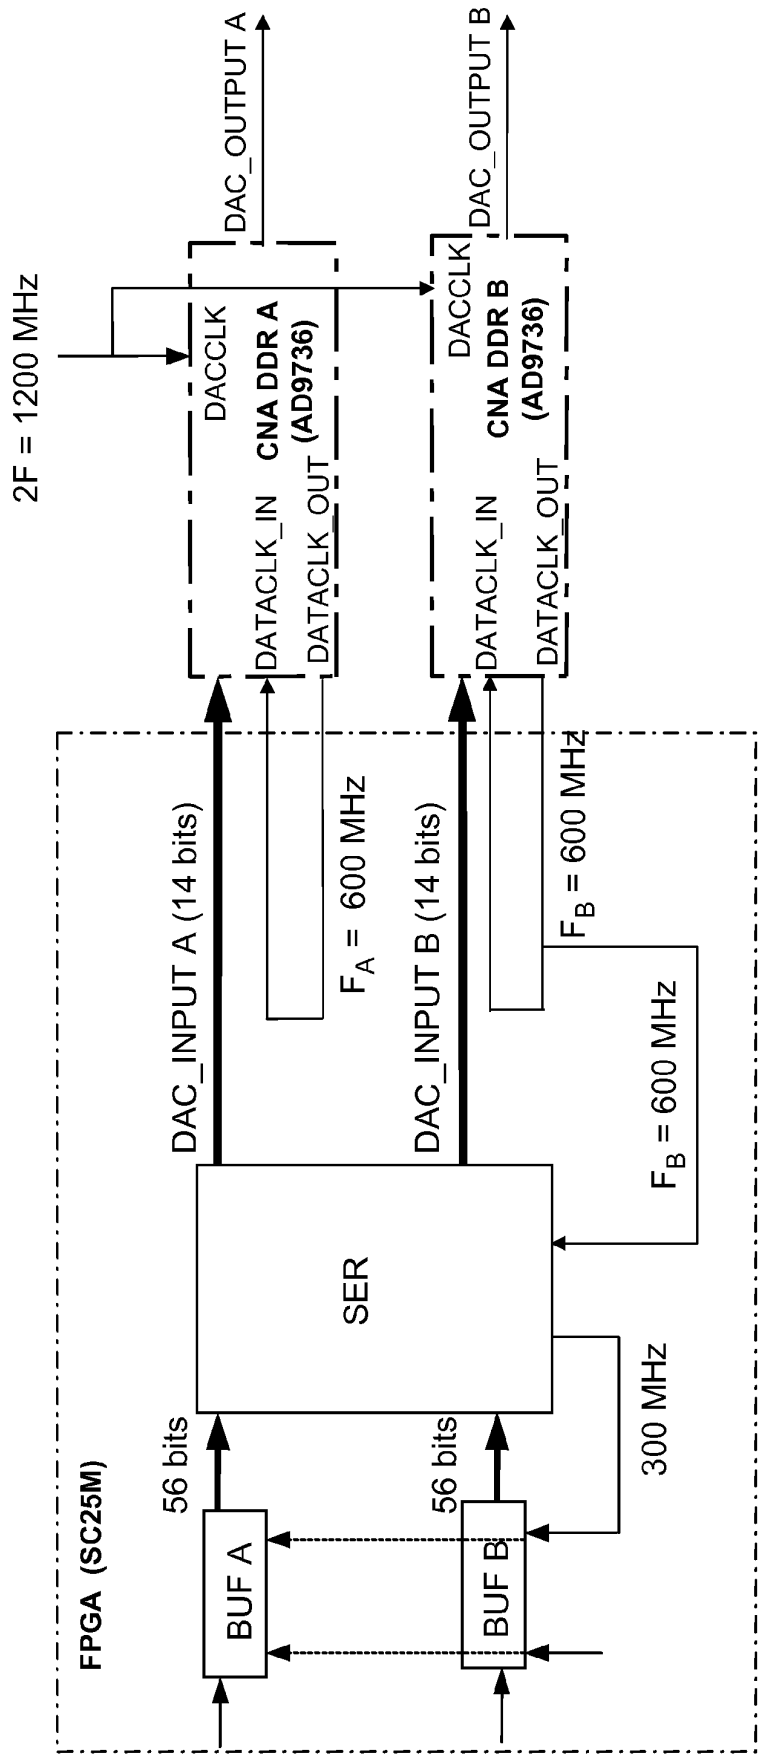 FPGA (SC25M)
BUF A
56 bits
BUF B
56 bits
300 MHz
SER
DAC_INPUT A (14 bits)
F_A = 600 MHz
DAC_INPUT B (14 bits)
F_B = 600 MHz
F_B = 600 MHz
2F = 1200 MHz
DACCLK
CNA DDR A
(AD9736)
DATACLK_IN
DATACLK_OUT
DAC_OUTPUT A
DACCLK
CNA DDR B
(AD9736)
DATACLK_IN
DATACLK_OUT
DAC_OUTPUT B